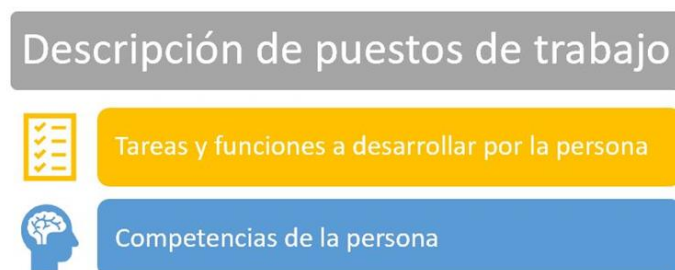 Descripción de puestos de trabajo
Tareas y funciones a desarrollar por la persona
Competencias de la persona